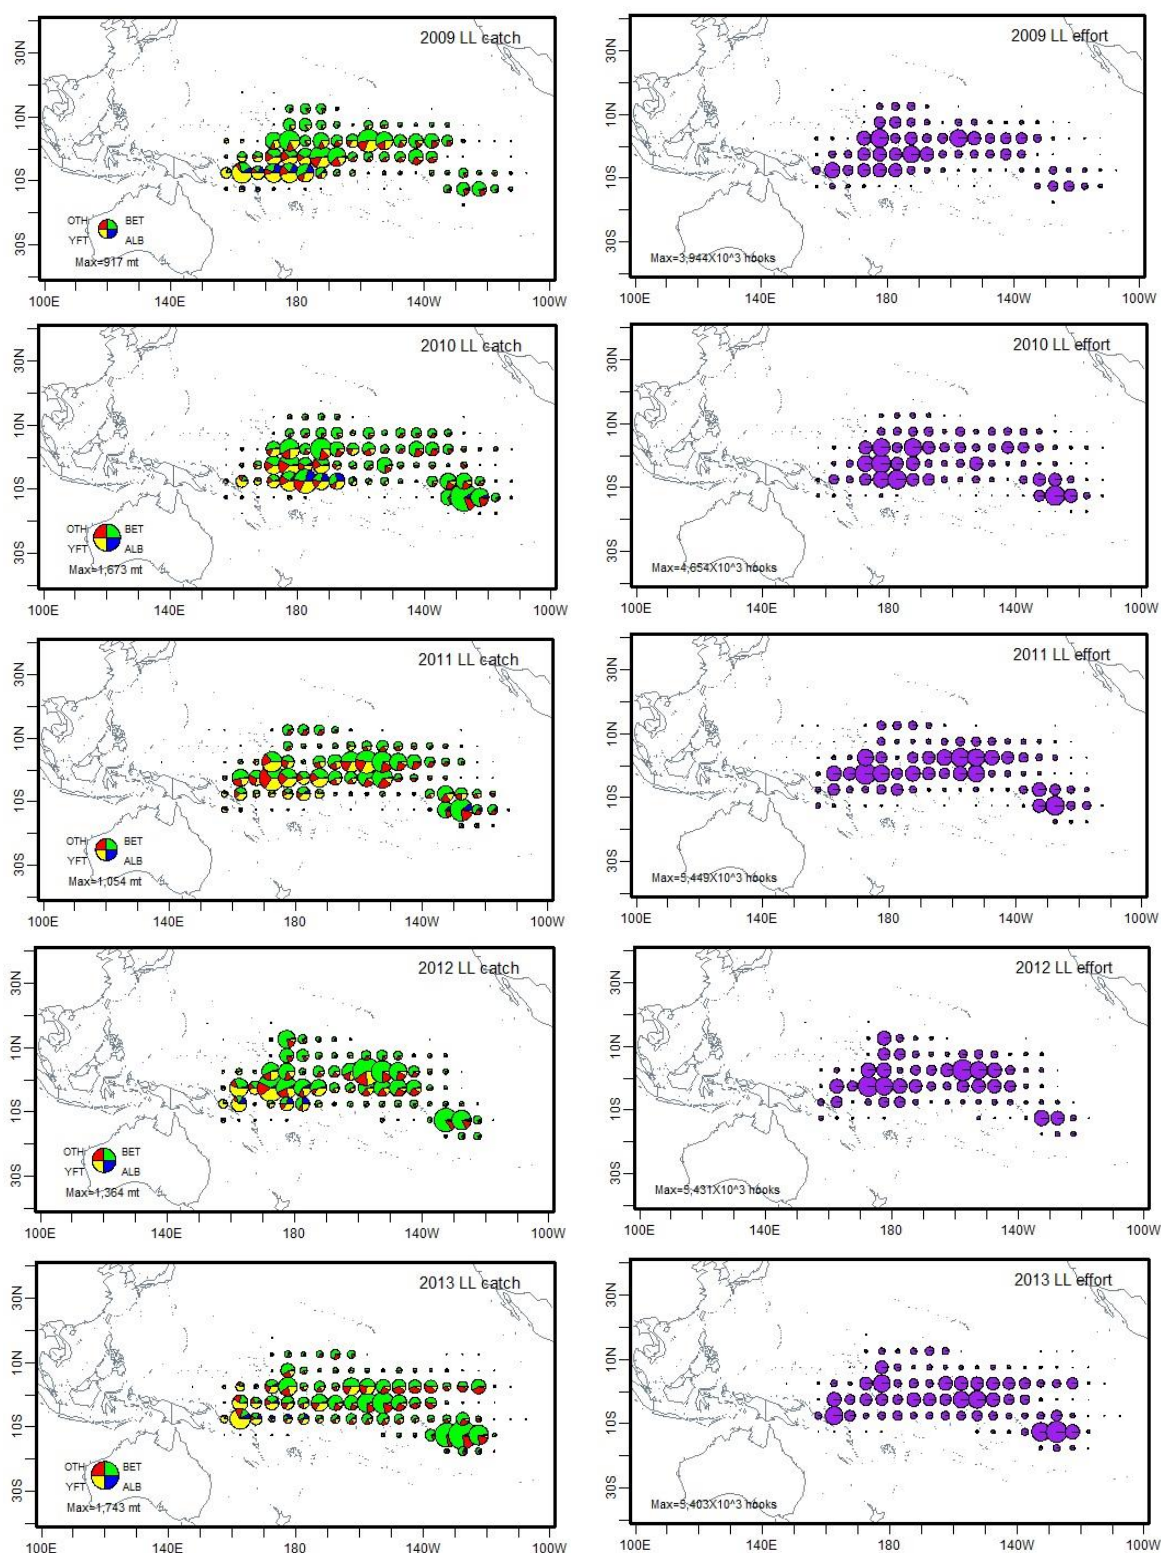 2009 LL catch
30N
10N
10S
30S
OTH BET
YFT ALB
Max=917 mt
100E 140E 180 140W 100W
2009 LL effort
30N
10N
10S
30S
Max=3,944X10^3 hooks
100E 140E 180 140W 100W
2010 LL catch
30N
10N
10S
30S
OTH BET
YFT ALB
Max=1,673 mt
100E 140E 180 140W 100W
2010 LL effort
30N
10N
10S
30S
Max=4,654X10^3 hooks
100E 140E 180 140W 100W
2011 LL catch
30N
10N
10S
30S
OTH BET
YFT ALB
Max=1,054 mt
100E 140E 180 140W 100W
2011 LL effort
30N
10N
10S
30S
Max=5,449X10^3 hooks
100E 140E 180 140W 100W
2012 LL catch
30N
10N
10S
30S
OTH BET
YFT ALB
Max=1,364 mt
100E 140E 180 140W 100W
2012 LL effort
30N
10N
10S
30S
Max=5,431X10^3 hooks
100E 140E 180 140W 100W
2013 LL catch
30N
10N
10S
30S
OTH BET
YFT ALB
Max=1,743 mt
100E 140E 180 140W 100W
2013 LL effort
30N
10N
10S
30S
Max=5,403X10^3 hooks
100E 140E 180 140W 100W